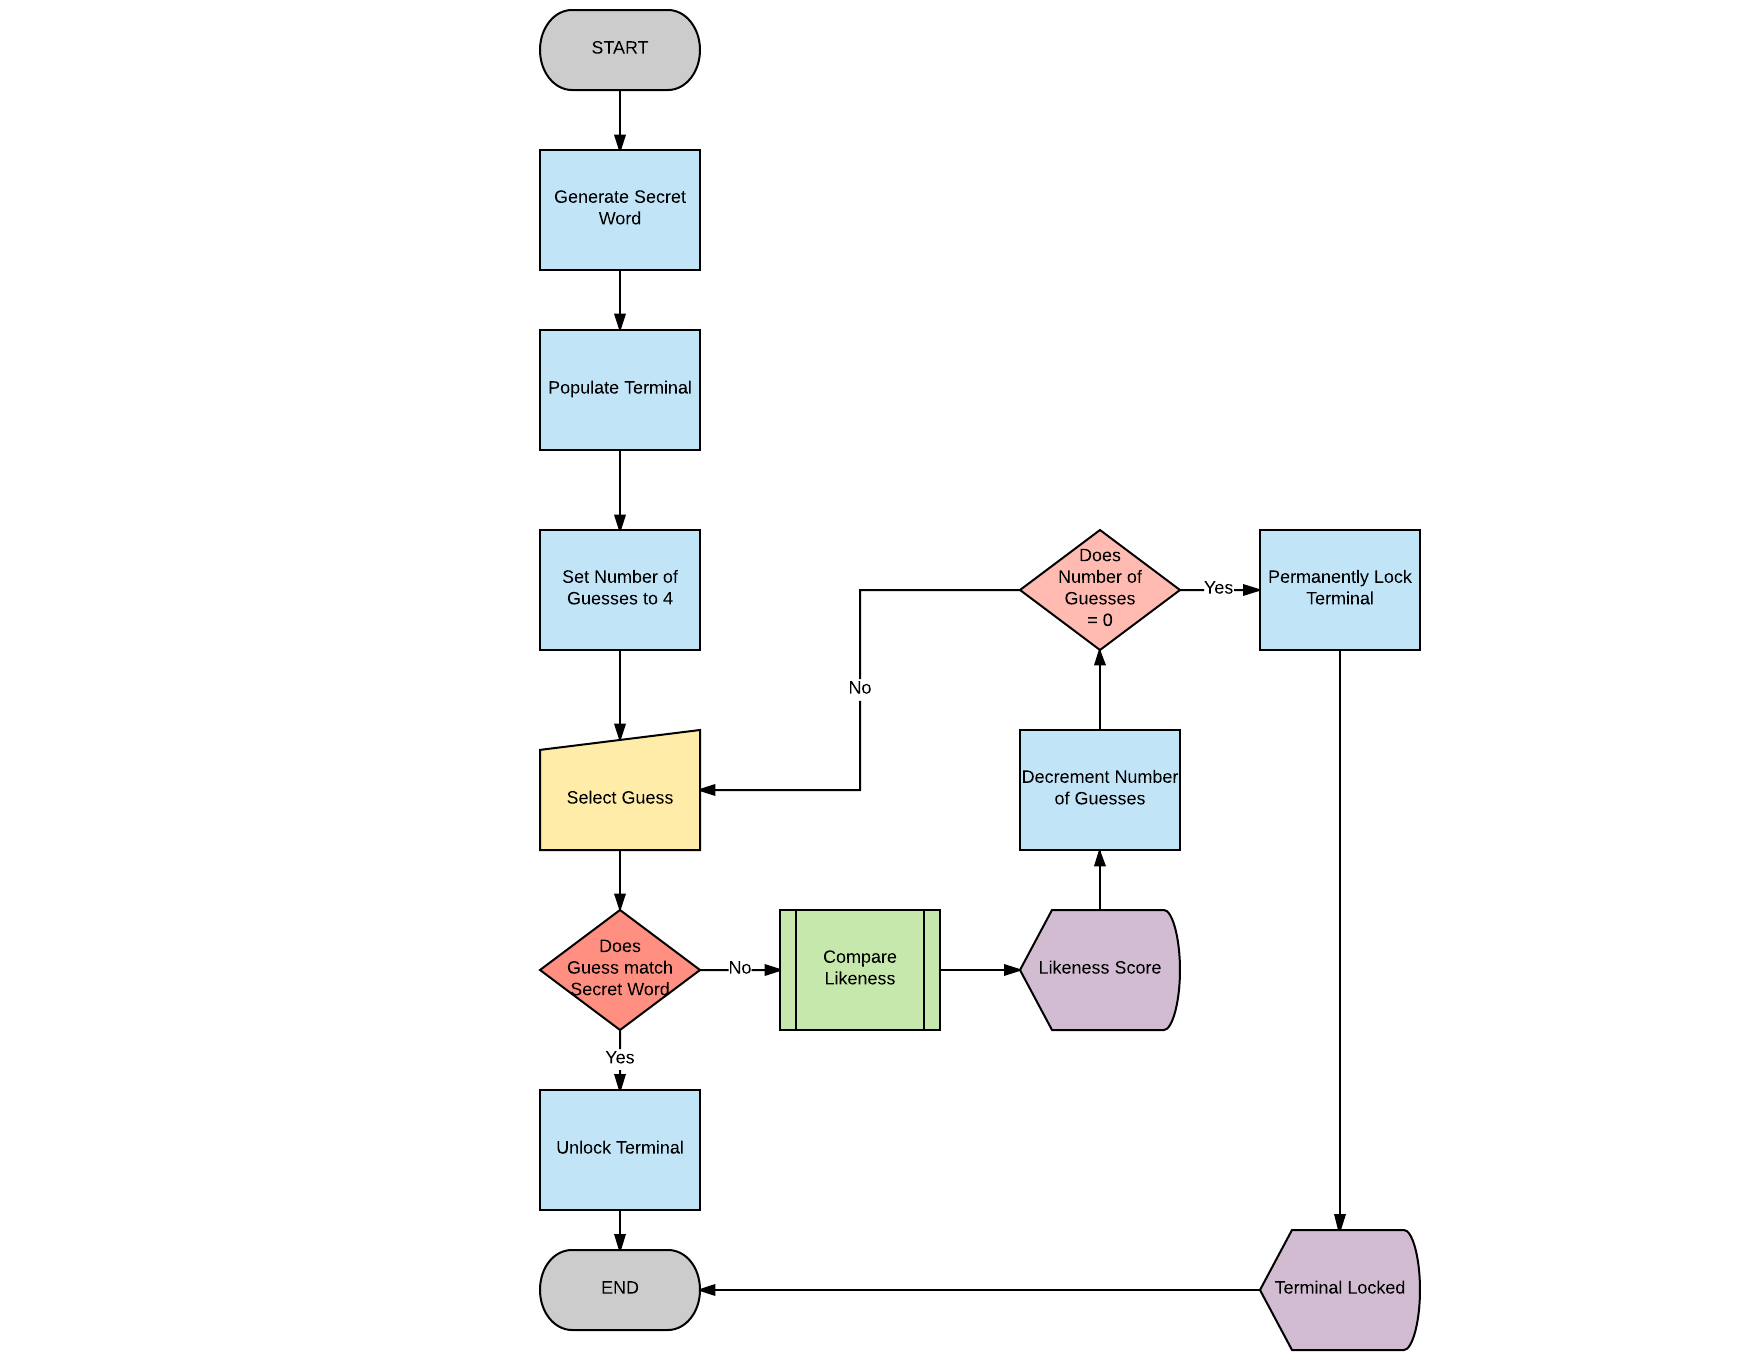 START
Generate Secret
Word
Populate Terminal
Set Number of
Guesses to 4
Does
Number of
Guesses
= 0
Yes
Permanently Lock
Terminal
No
Select Guess
Decrement Number
of Guesses
Does
Guess match
Secret Word
No
Compare
Likeness
Likeness Score
Yes
Unlock Terminal
END
Terminal Locked